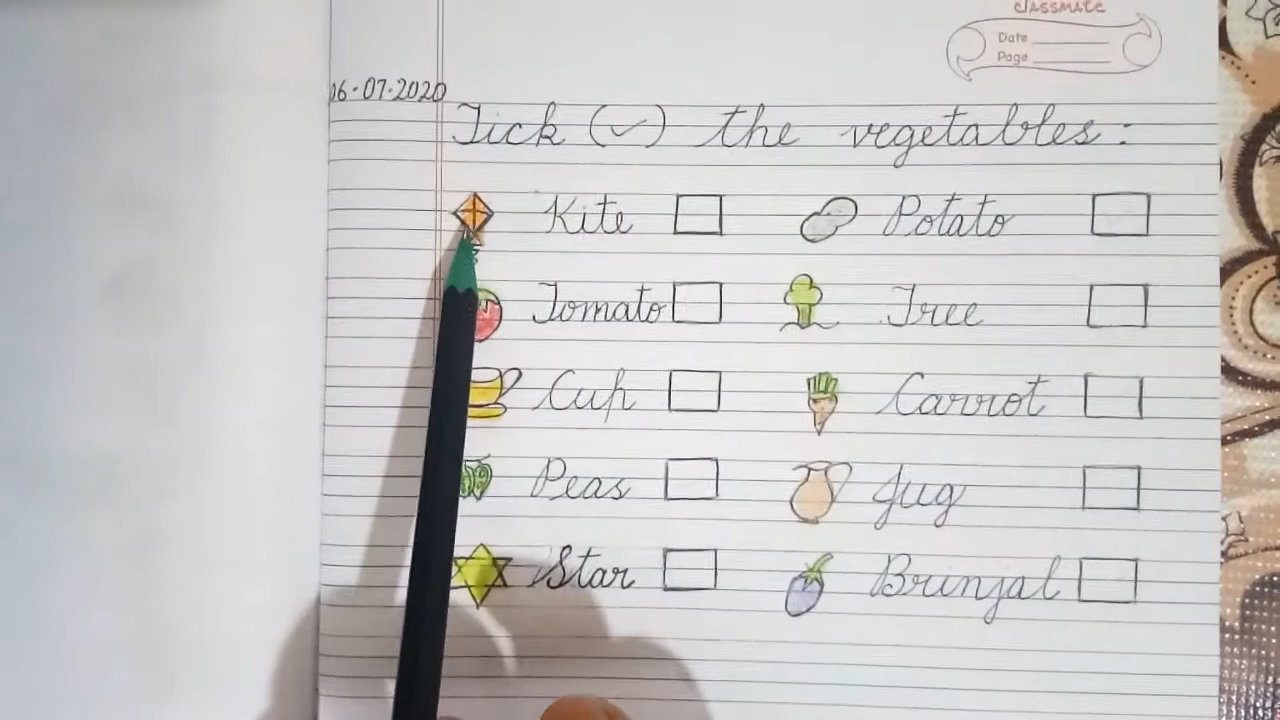 classmate
Date
Page
06-07-2020
Tick (✓) the vegetables:
Kite Potato
Tomato Tree
Cup Carrot
Peas Jug
Star Brinjal